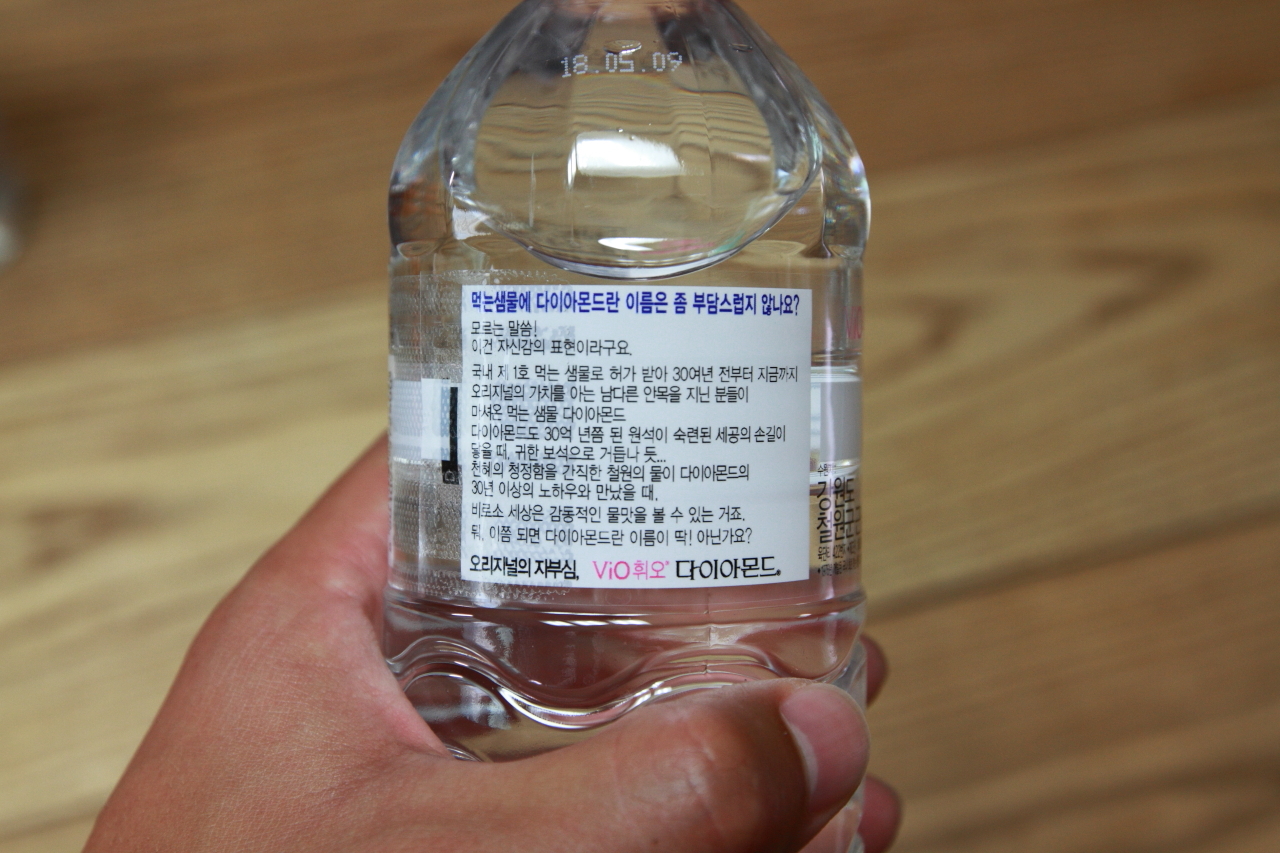 18.05.09
먹는샘물에 다이아몬드란 이름은 좀 부담스럽지 않나요?
모르는 말씀!
이건 자신감의 표현이라구요.
국내 제 1호 먹는 샘물로 허가 받아 30여년 전부터 지금까지
오리지널의 가치를 아는 남다른 안목을 지닌 분들이
마셔온 먹는 샘물 다이아몬드
다이아몬드도 30억 년쯤 된 원석이 숙련된 세공의 손길이
닿을 때, 귀한 보석으로 거듭나 듯...
천혜의 청정함을 간직한 철원의 물이 다이아몬드의
30년 이상의 노하우와 만났을 때,
비로소 세상은 감동적인 물맛을 볼 수 있는 거죠.
뭐, 이쯤 되면 다이아몬드란 이름이 딱! 아닌가요?
오리지널의 자부심, ViO 휘오® 다이아몬드®
강원도
철원군